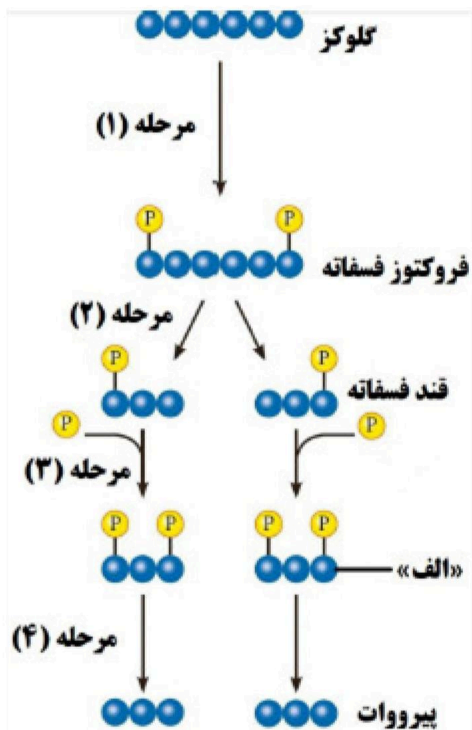 گلوکز
مرحله (۱)
P P
فروکتوز فسفاته
مرحله (۲)
P P
قند فسفاته
P P
مرحله (۳)
P P P P
«الف»
مرحله (۴)
پیرووات